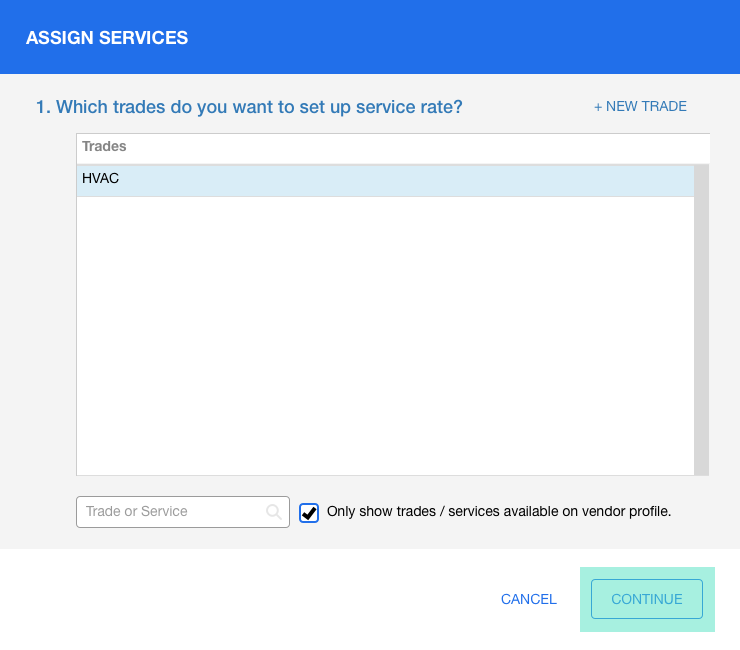 ASSIGN SERVICES
1. Which trades do you want to set up service rate?
+ NEW TRADE
Trades
HVAC
Trade or Service
Only show trades / services available on vendor profile.
CANCEL
CONTINUE